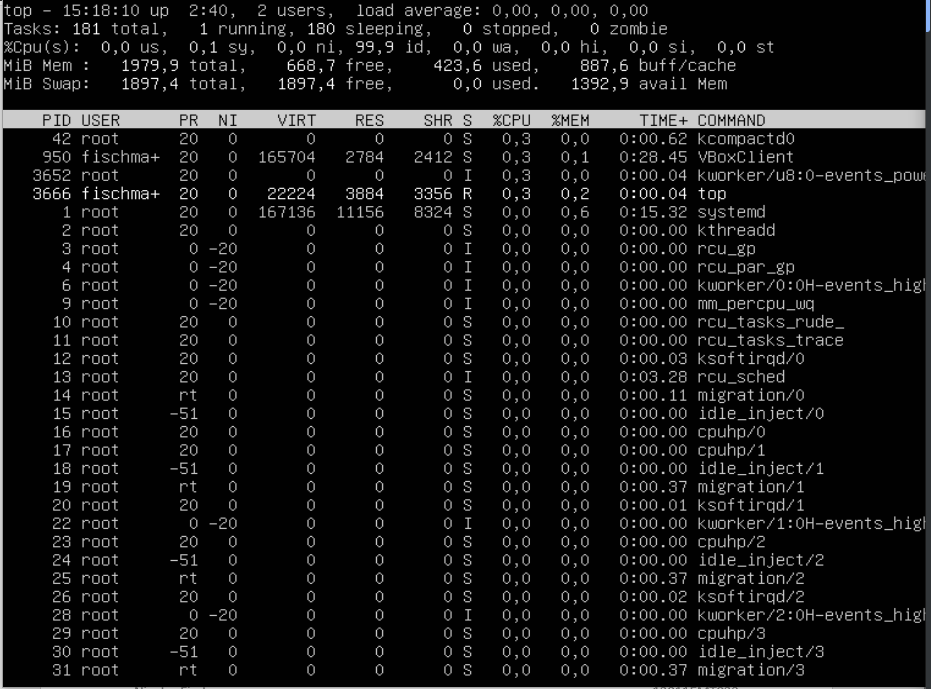 top - 15:18:10 up  2:40,  2 users,  load average: 0,00, 0,00, 0,00
Tasks: 181 total,   1 running, 180 sleeping,   0 stopped,   0 zombie
%Cpu(s):  0,0 us,  0,1 sy,  0,0 ni, 99,9 id,  0,0 wa,  0,0 hi,  0,0 si,  0,0 st
MiB Mem :   1979,9 total,    668,7 free,    423,6 used,    887,6 buff/cache
MiB Swap:   1897,4 total,   1897,4 free,      0,0 used.   1392,9 avail Mem
PID USER      PR  NI    VIRT    RES    SHR S  %CPU  %MEM     TIME+ COMMAND
42 root      20   0       0      0      0 S   0,3   0,0   0:00.62 kcompactd0
950 fischma+  20   0  165704   2784   2412 S   0,3   0,1   0:28.45 VBoxClient
3652 root      20   0       0      0      0 I   0,3   0,0   0:00.04 kworker/u8:0-events_pow
3666 fischma+  20   0   22224   3884   3356 R   0,3   0,2   0:00.04 top
1 root      20   0  167136  11156   8324 S   0,0   0,6   0:15.32 systemd
2 root      20   0       0      0      0 S   0,0   0,0   0:00.00 kthreadd
3 root       0 -20       0      0      0 I   0,0   0,0   0:00.00 rcu_gp
4 root       0 -20       0      0      0 I   0,0   0,0   0:00.00 rcu_par_gp
6 root       0 -20       0      0      0 I   0,0   0,0   0:00.00 kworker/0:0H-events_hig
9 root       0 -20       0      0      0 I   0,0   0,0   0:00.00 mm_percpu_wq
10 root      20   0       0      0      0 S   0,0   0,0   0:00.00 rcu_tasks_rude_
11 root      20   0       0      0      0 S   0,0   0,0   0:00.00 rcu_tasks_trace
12 root      20   0       0      0      0 S   0,0   0,0   0:00.03 ksoftirqd/0
13 root      20   0       0      0      0 I   0,0   0,0   0:03.28 rcu_sched
14 root      rt   0       0      0      0 S   0,0   0,0   0:00.11 migration/0
15 root     -51   0       0      0      0 S   0,0   0,0   0:00.00 idle_inject/0
16 root      20   0       0      0      0 S   0,0   0,0   0:00.00 cpuhp/0
17 root      20   0       0      0      0 S   0,0   0,0   0:00.00 cpuhp/1
18 root     -51   0       0      0      0 S   0,0   0,0   0:00.00 idle_inject/1
19 root      rt   0       0      0      0 S   0,0   0,0   0:00.37 migration/1
20 root      20   0       0      0      0 S   0,0   0,0   0:00.01 ksoftirqd/1
22 root       0 -20       0      0      0 I   0,0   0,0   0:00.00 kworker/1:0H-events_hig
23 root      20   0       0      0      0 S   0,0   0,0   0:00.00 cpuhp/2
24 root     -51   0       0      0      0 S   0,0   0,0   0:00.00 idle_inject/2
25 root      rt   0       0      0      0 S   0,0   0,0   0:00.37 migration/2
26 root      20   0       0      0      0 S   0,0   0,0   0:00.02 ksoftirqd/2
28 root       0 -20       0      0      0 I   0,0   0,0   0:00.00 kworker/2:0H-events_hig
29 root      20   0       0      0      0 S   0,0   0,0   0:00.00 cpuhp/3
30 root     -51   0       0      0      0 S   0,0   0,0   0:00.00 idle_inject/3
31 root      rt   0       0      0      0 S   0,0   0,0   0:00.37 migration/3